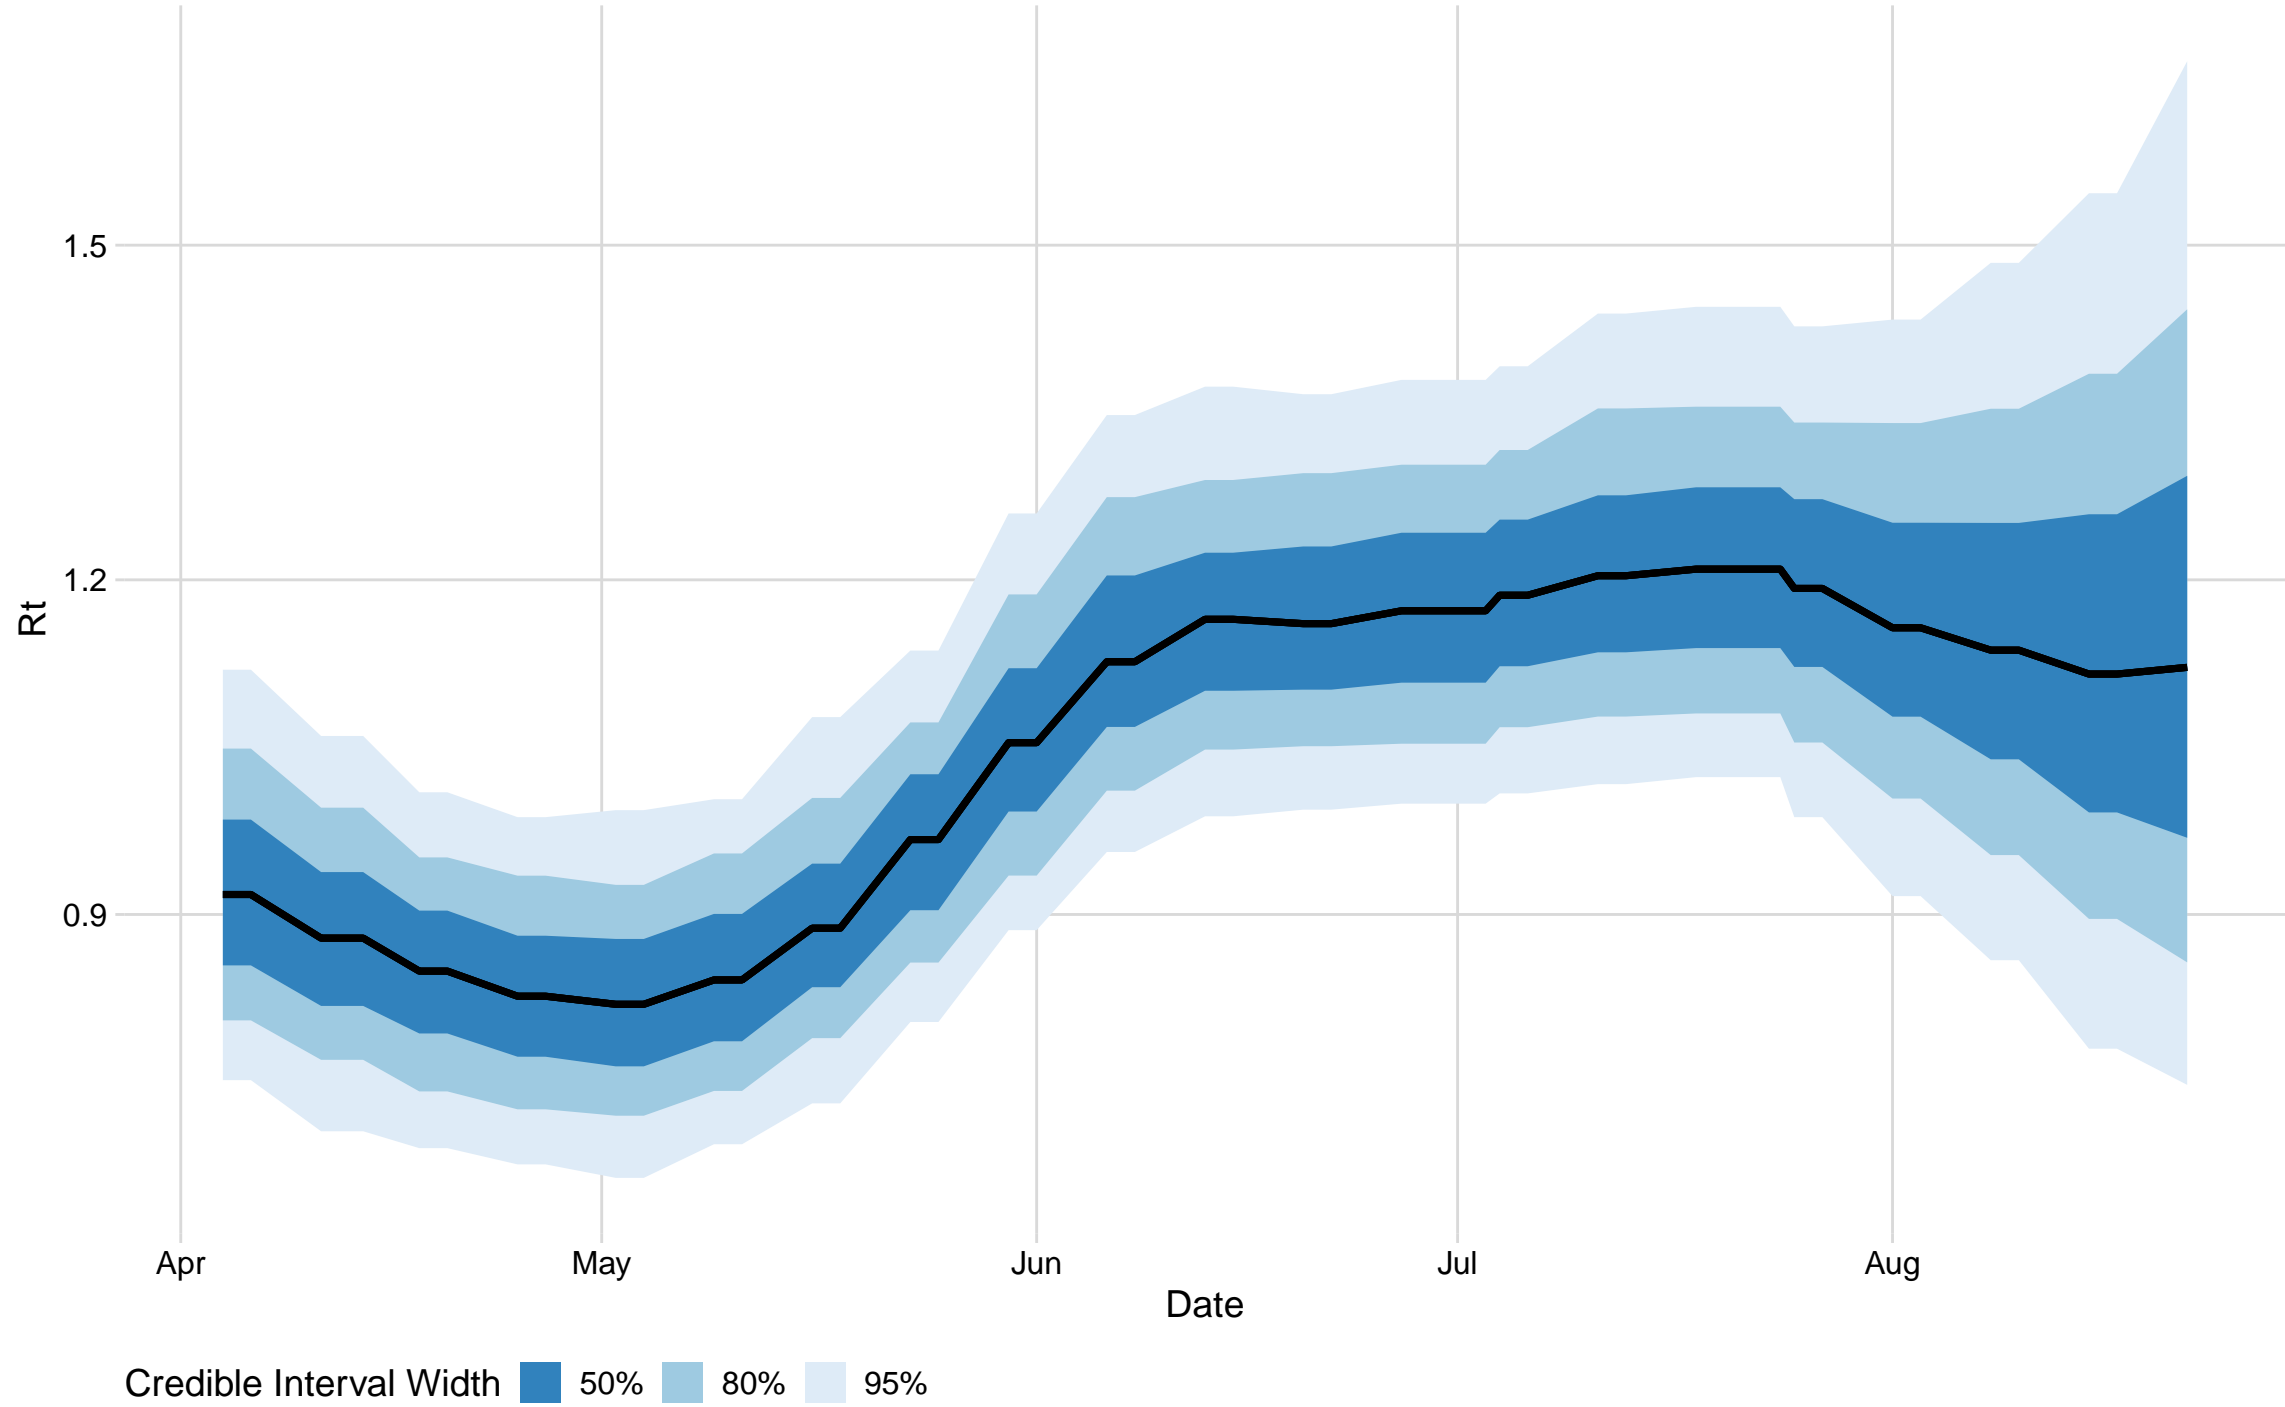 1.5
1.2
0.9
Rt
Apr May Jun Jul Aug
Date
Credible Interval Width 50% 80% 95%